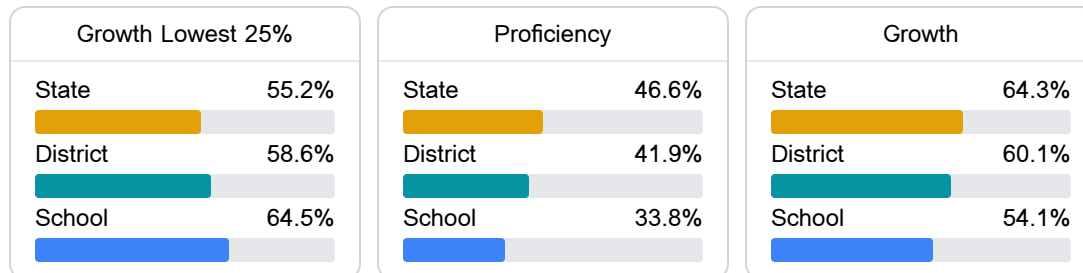 Growth Lowest 25%
State 55.2%
District 58.6%
School 64.5%
Proficiency
State 46.6%
District 41.9%
School 33.8%
Growth
State 64.3%
District 60.1%
School 54.1%